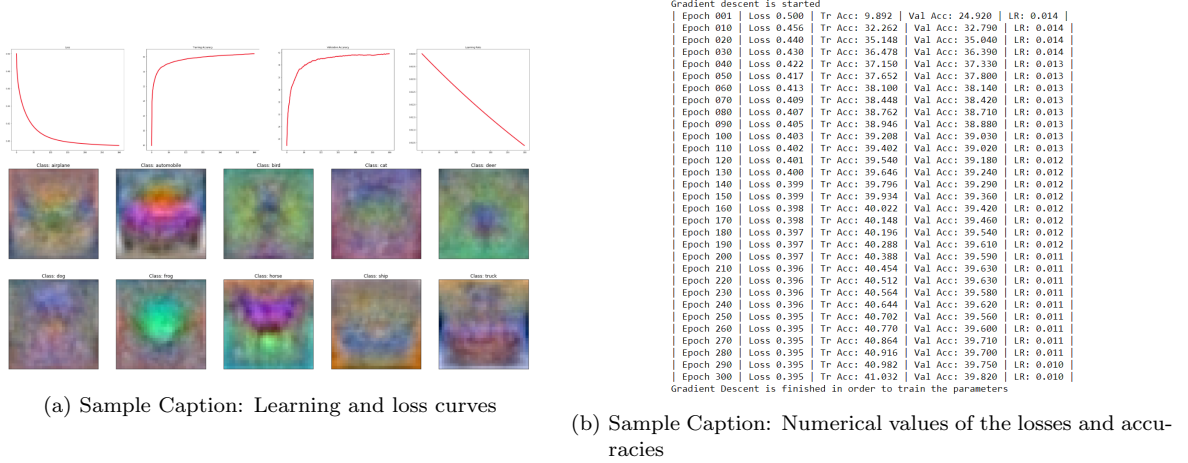 Loss
Training Accuracy
Validation Accuracy
Learning Rate
Class: airplane
Class: automobile
Class: bird
Class: cat
Class: deer
Class: dog
Class: frog
Class: horse
Class: ship
Class: truck
(a) Sample Caption: Learning and loss curves
Gradient descent is started
| Epoch 001 | Loss 0.500 | Tr Acc: 9.892 | Val Acc: 24.920 | LR: 0.014 |
| Epoch 010 | Loss 0.456 | Tr Acc: 32.262 | Val Acc: 32.790 | LR: 0.014 |
| Epoch 020 | Loss 0.440 | Tr Acc: 35.148 | Val Acc: 35.040 | LR: 0.014 |
| Epoch 030 | Loss 0.430 | Tr Acc: 36.478 | Val Acc: 36.390 | LR: 0.014 |
| Epoch 040 | Loss 0.422 | Tr Acc: 37.150 | Val Acc: 37.330 | LR: 0.013 |
| Epoch 050 | Loss 0.417 | Tr Acc: 37.652 | Val Acc: 37.800 | LR: 0.013 |
| Epoch 060 | Loss 0.413 | Tr Acc: 38.100 | Val Acc: 38.140 | LR: 0.013 |
| Epoch 070 | Loss 0.409 | Tr Acc: 38.448 | Val Acc: 38.420 | LR: 0.013 |
| Epoch 080 | Loss 0.407 | Tr Acc: 38.762 | Val Acc: 38.710 | LR: 0.013 |
| Epoch 090 | Loss 0.405 | Tr Acc: 38.946 | Val Acc: 38.880 | LR: 0.013 |
| Epoch 100 | Loss 0.403 | Tr Acc: 39.208 | Val Acc: 39.030 | LR: 0.013 |
| Epoch 110 | Loss 0.402 | Tr Acc: 39.402 | Val Acc: 39.020 | LR: 0.013 |
| Epoch 120 | Loss 0.401 | Tr Acc: 39.540 | Val Acc: 39.180 | LR: 0.012 |
| Epoch 130 | Loss 0.400 | Tr Acc: 39.646 | Val Acc: 39.240 | LR: 0.012 |
| Epoch 140 | Loss 0.399 | Tr Acc: 39.796 | Val Acc: 39.290 | LR: 0.012 |
| Epoch 150 | Loss 0.399 | Tr Acc: 39.934 | Val Acc: 39.360 | LR: 0.012 |
| Epoch 160 | Loss 0.398 | Tr Acc: 40.022 | Val Acc: 39.420 | LR: 0.012 |
| Epoch 170 | Loss 0.398 | Tr Acc: 40.148 | Val Acc: 39.460 | LR: 0.012 |
| Epoch 180 | Loss 0.397 | Tr Acc: 40.196 | Val Acc: 39.540 | LR: 0.012 |
| Epoch 190 | Loss 0.397 | Tr Acc: 40.288 | Val Acc: 39.610 | LR: 0.012 |
| Epoch 200 | Loss 0.397 | Tr Acc: 40.388 | Val Acc: 39.590 | LR: 0.011 |
| Epoch 210 | Loss 0.396 | Tr Acc: 40.454 | Val Acc: 39.630 | LR: 0.011 |
| Epoch 220 | Loss 0.396 | Tr Acc: 40.512 | Val Acc: 39.630 | LR: 0.011 |
| Epoch 230 | Loss 0.396 | Tr Acc: 40.564 | Val Acc: 39.580 | LR: 0.011 |
| Epoch 240 | Loss 0.396 | Tr Acc: 40.644 | Val Acc: 39.620 | LR: 0.011 |
| Epoch 250 | Loss 0.395 | Tr Acc: 40.702 | Val Acc: 39.560 | LR: 0.011 |
| Epoch 260 | Loss 0.395 | Tr Acc: 40.770 | Val Acc: 39.600 | LR: 0.011 |
| Epoch 270 | Loss 0.395 | Tr Acc: 40.864 | Val Acc: 39.710 | LR: 0.011 |
| Epoch 280 | Loss 0.395 | Tr Acc: 40.916 | Val Acc: 39.700 | LR: 0.011 |
| Epoch 290 | Loss 0.395 | Tr Acc: 40.982 | Val Acc: 39.750 | LR: 0.010 |
| Epoch 300 | Loss 0.395 | Tr Acc: 41.032 | Val Acc: 39.820 | LR: 0.010 |
Gradient Descent is finished in order to train the parameters
(b) Sample Caption: Numerical values of the losses and accu-
racies